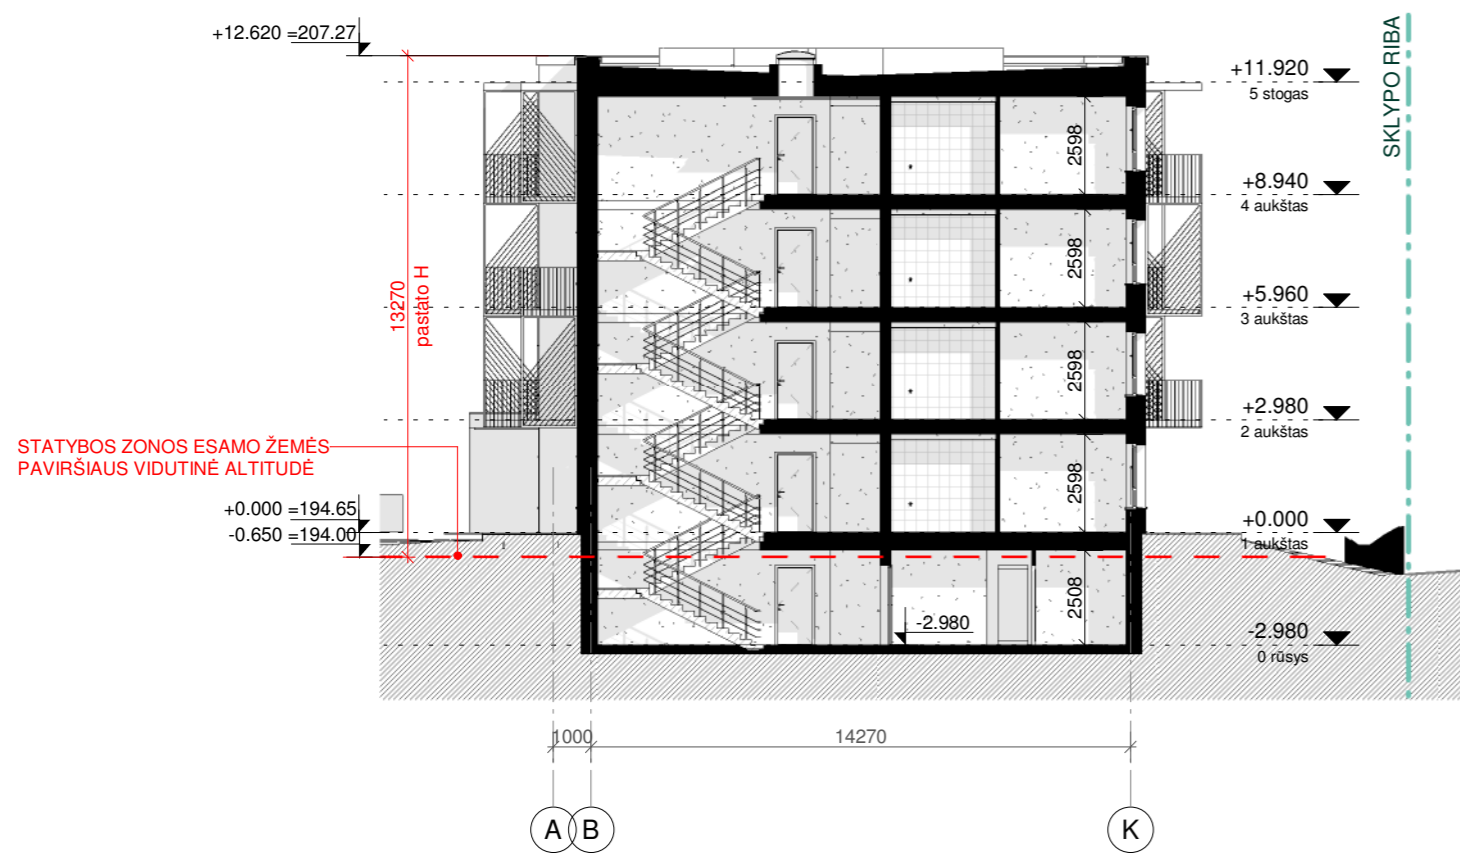 +12.620 =207.27
SKLYPO RIBA
+11.920
5 stogas
2598
+8.940
4 aukštas
2598
13270
pastato H
+5.960
3 aukštas
2598
+2.980
2 aukštas
STATYBOS ZONOS ESAMO ŽEMĖS
PAVIRŠIAUS VIDUTINĖ ALTITUDĖ
2598
+0.000 =194.65
-0.650 =194.00
+0.000
1 aukštas
2508
-2.980
-2.980
0 rūsys
1000
14270
A
B
K